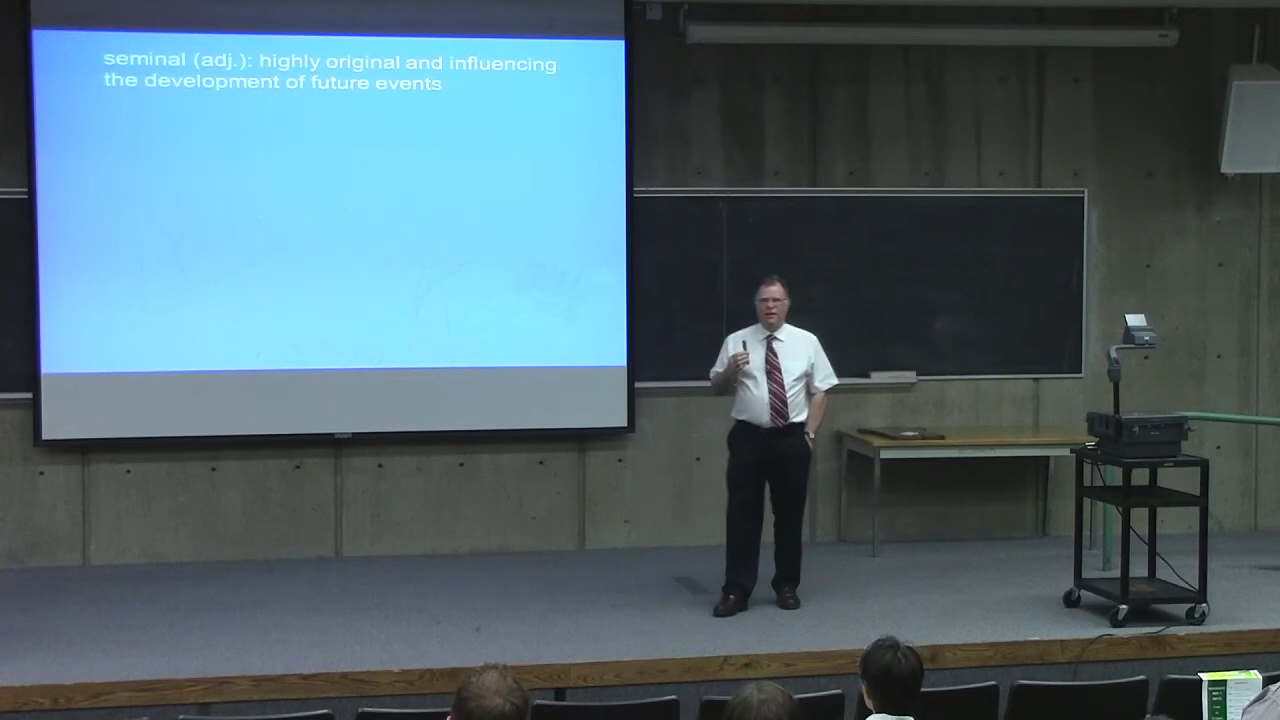 seminal (adj.): highly original and influencing
the development of future events